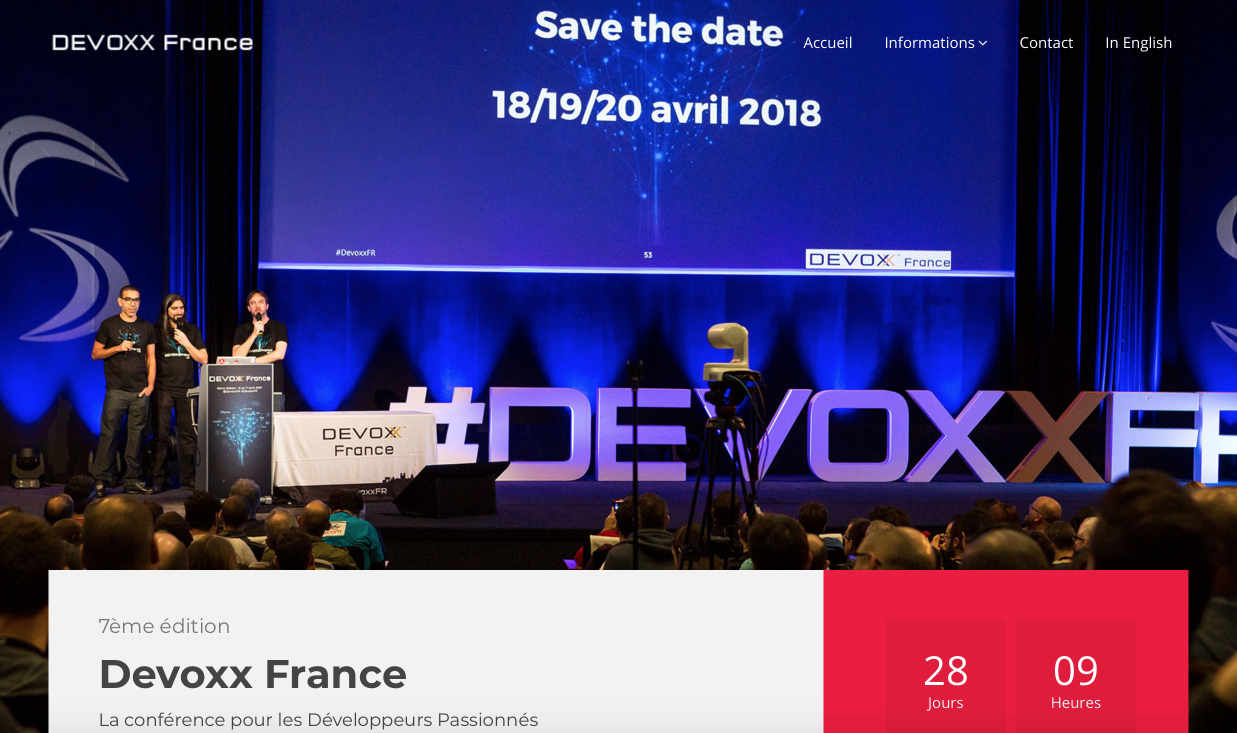 DEVOXX France
Accueil
Informations
Contact
In English
Save the date
18/19/20 avril 2018
#DevoxxFR
53
DEVOXX France
DEVOXX France
DEVOXX
France
#DEVOXXFR
7ème édition
Devoxx France
La conférence pour les Développeurs Passionnés
28
Jours
09
Heures